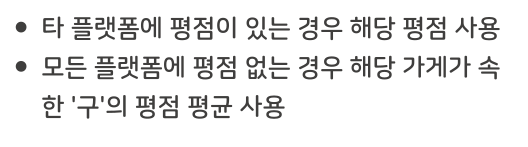 • 타 플랫폼에 평점이 있는 경우 해당 평점 사용
• 모든 플랫폼에 평점 없는 경우 해당 가게가 속
한 '구'의 평점 평균 사용